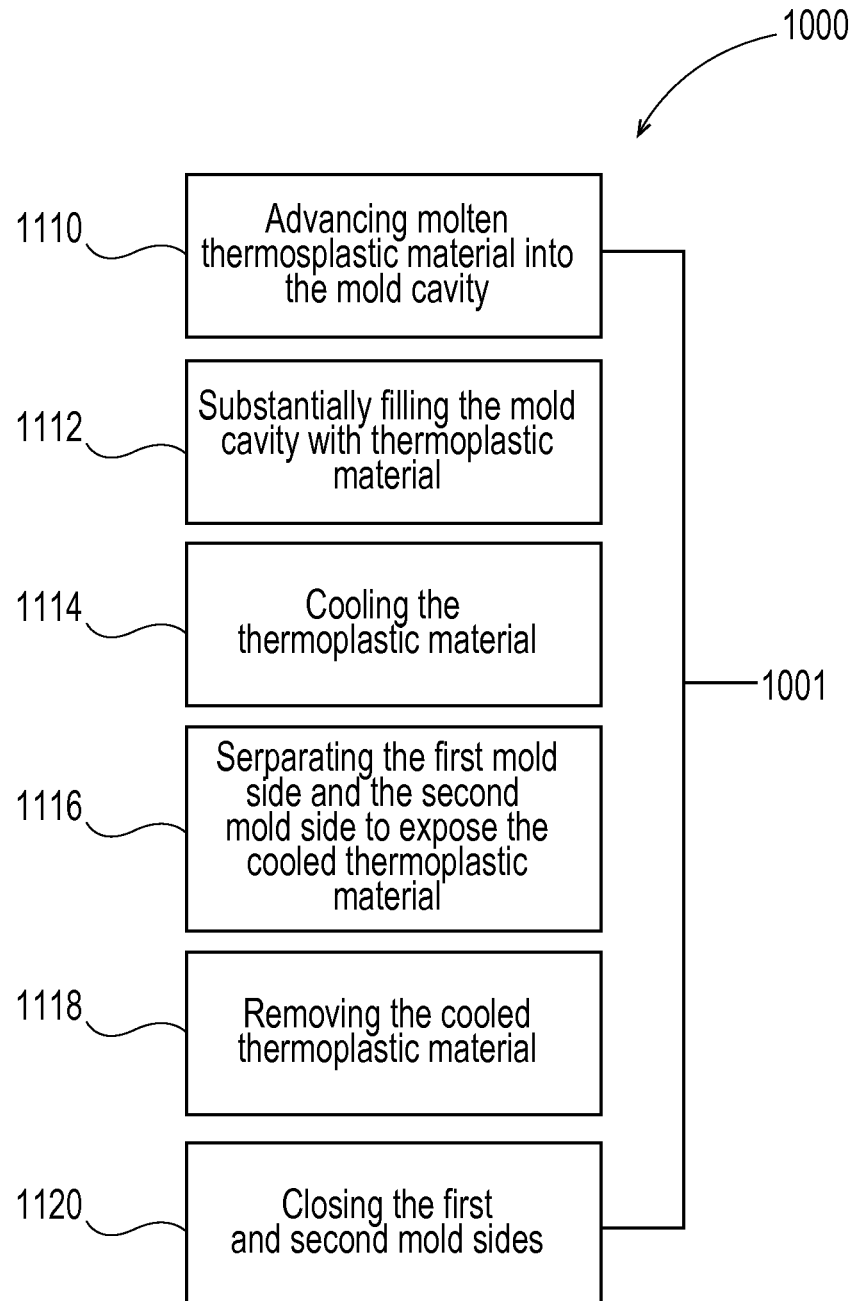 1000
1110
Advancing molten
thermosplastic material into
the mold cavity
1112
Substantially filling the mold
cavity with thermoplastic
material
1114
Cooling the
thermoplastic material
1001
1116
Serparating the first mold
side and the second
mold side to expose the
cooled thermoplastic
material
1118
Removing the cooled
thermoplastic material
1120
Closing the first
and second mold sides